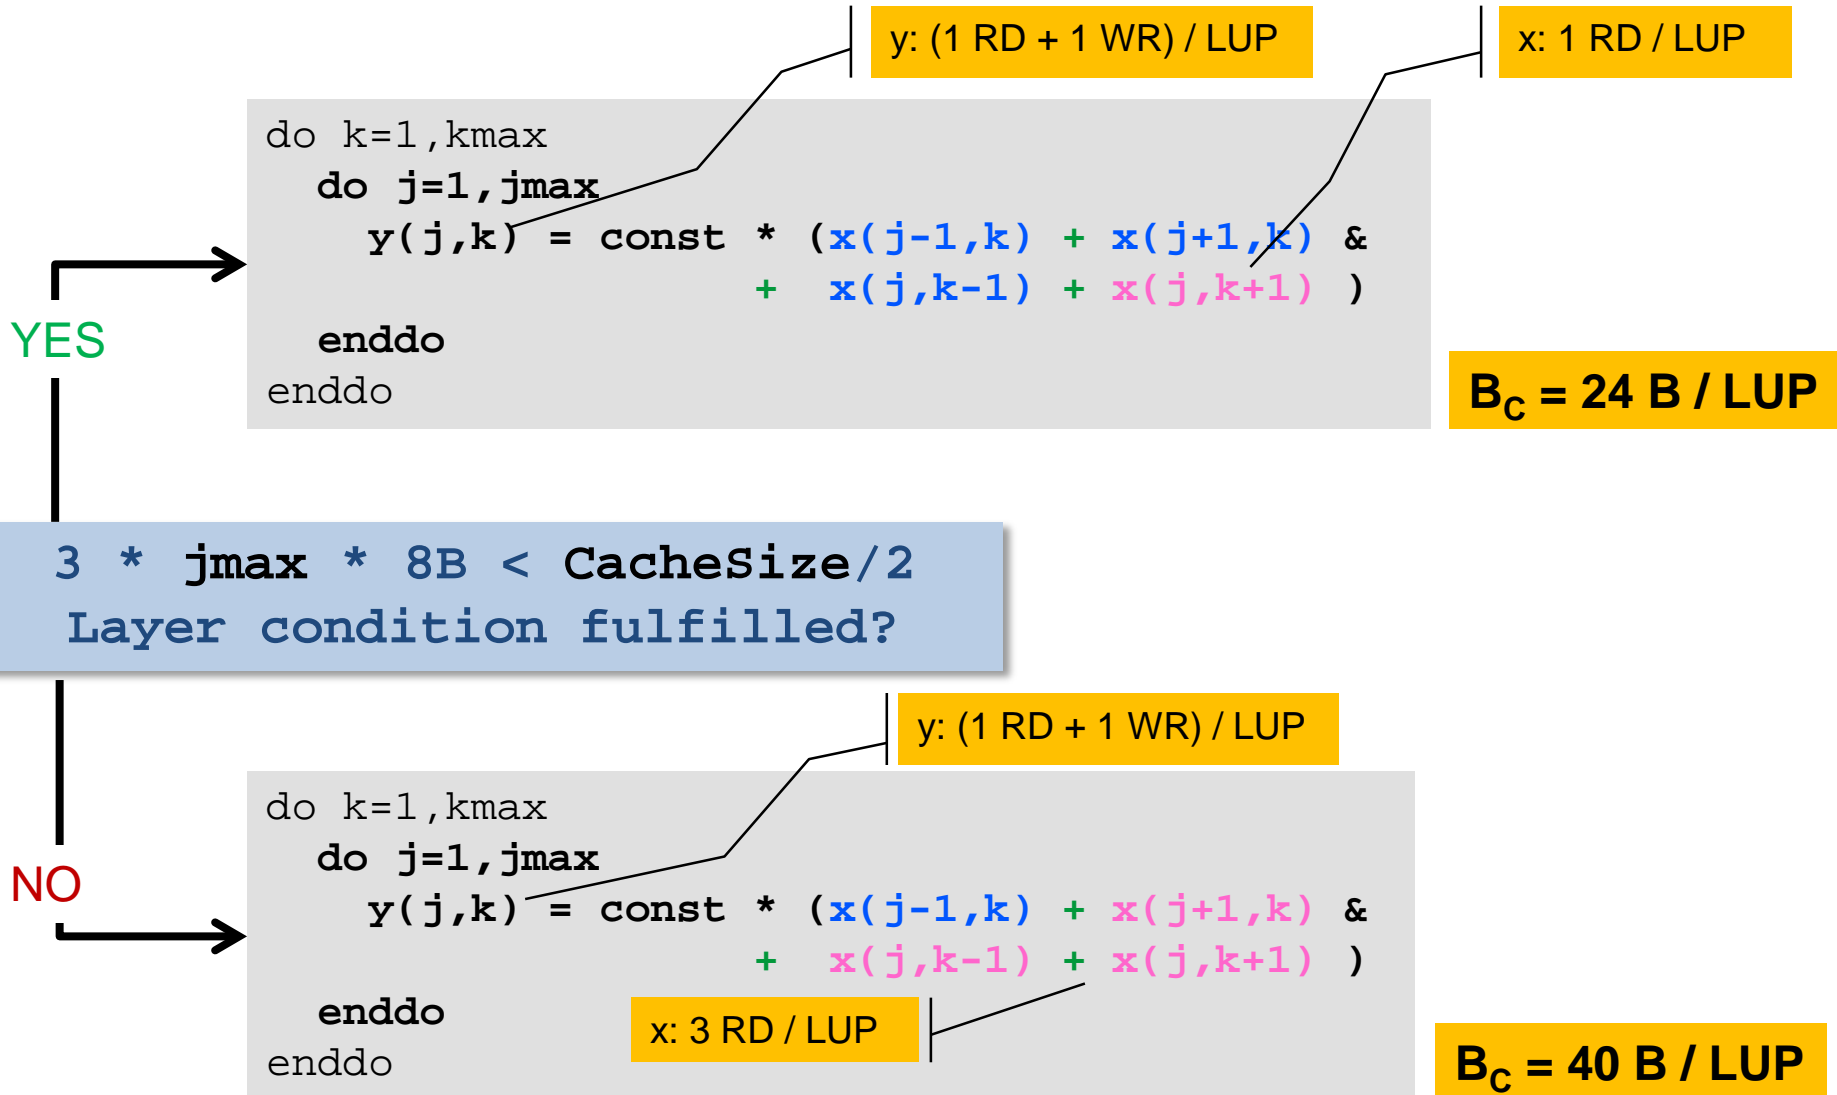 y: (1 RD + 1 WR) / LUP
x: 1 RD / LUP
do k=1,kmax
do j=1,jmax
y(j,k) = const * (x(j-1,k) + x(j+1,k) &
+ x(j,k-1) + x(j,k+1) )
enddo
enddo
YES
B_C = 24 B / LUP
3 * jmax * 8B < CacheSize/2
Layer condition fulfilled?
y: (1 RD + 1 WR) / LUP
do k=1,kmax
do j=1,jmax
y(j,k) = const * (x(j-1,k) + x(j+1,k) &
+ x(j,k-1) + x(j,k+1) )
enddo
enddo
NO
x: 3 RD / LUP
B_C = 40 B / LUP